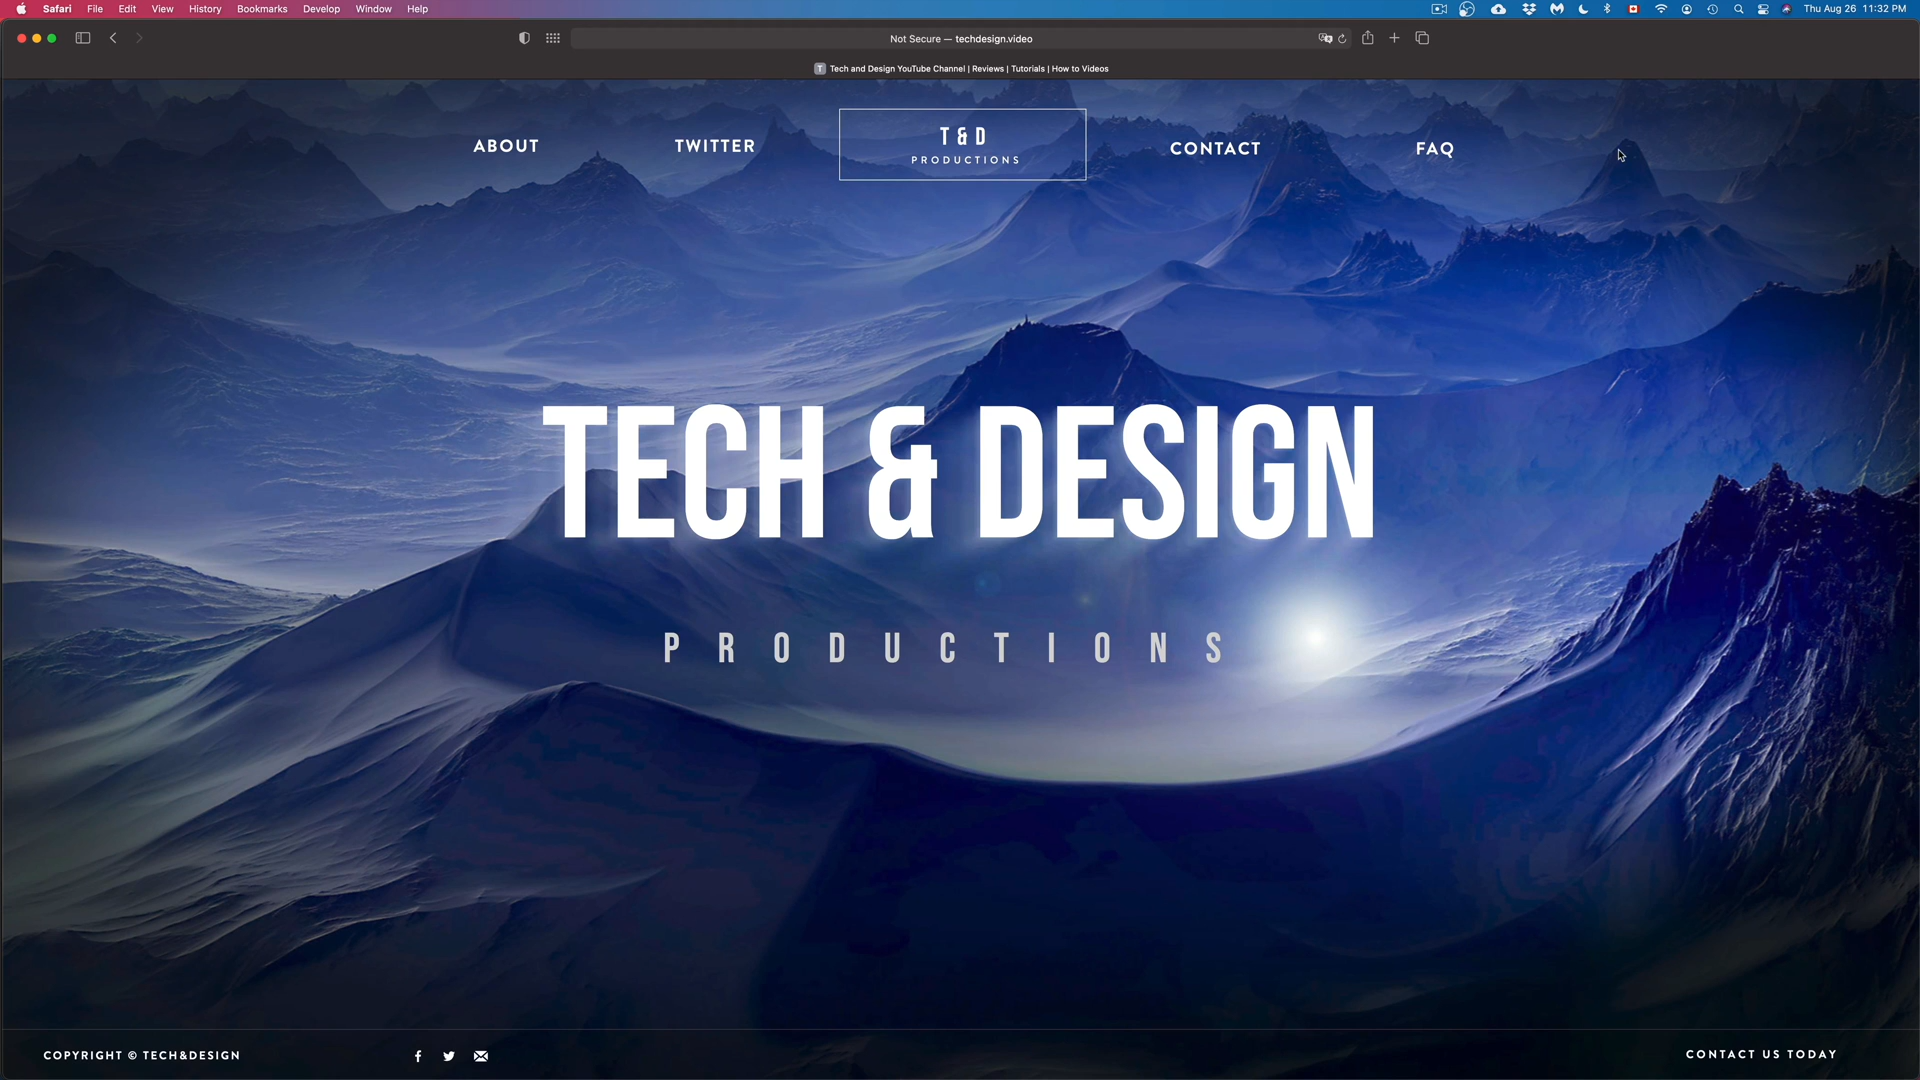 Safari File Edit View History Bookmarks Develop Window Help Thu Aug 26 11:32 PM
Not Secure — techdesign.video
T Tech and Design YouTube Channel | Reviews | Tutorials | How to Videos
ABOUT TWITTER
T & D
PRODUCTIONS
CONTACT FAQ
TECH & DESIGN
PRODUCTIONS
COPYRIGHT © TECH&DESIGN
CONTACT US TODAY